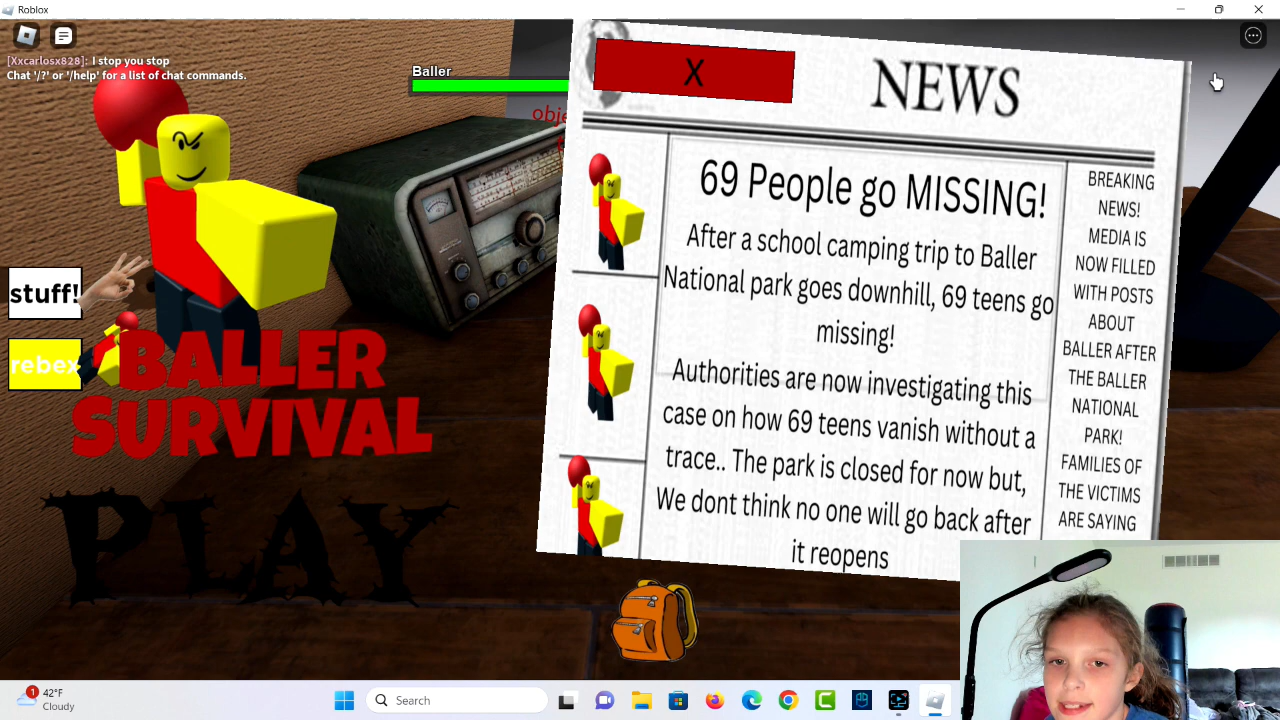 Roblox
[Xxcarlosx828]: I stop you stop
Chat '/?' or '/help' for a list of chat commands.
Baller
obje
X
NEWS
69 People go MISSING!
After a school camping trip to Baller
National park goes downhill, 69 teens go
missing!
Authorities are now investigating this
case on how 69 teens vanish without a
trace.. The park is closed for now but,
We dont think no one will go back after
it reopens
BREAKING
NEWS!
MEDIA IS
NOW FILLED
WITH POSTS
ABOUT
BALLER AFTER
THE BALLER
NATIONAL
PARK!
FAMILIES OF
THE VICTIMS
ARE SAYING
stuff!
rebex
BALLER
SURVIVAL
PLAY
1
42°F
Cloudy
Search